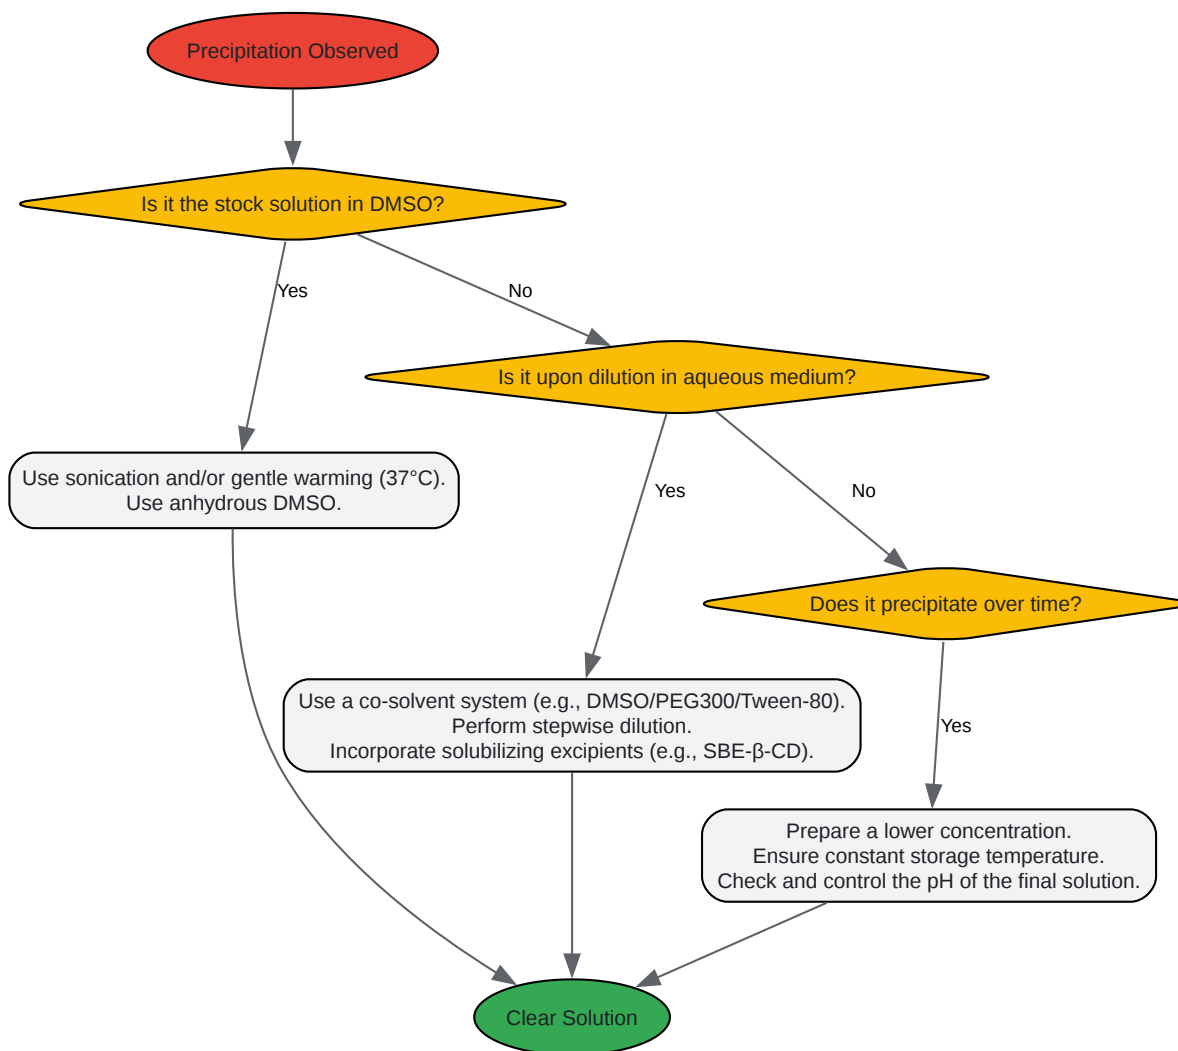 Precipitation Observed
Is it the stock solution in DMSO?
Yes
No
Is it upon dilution in aqueous medium?
Use sonication and/or gentle warming (37°C).
Use anhydrous DMSO.
Yes
No
Does it precipitate over time?
Use a co-solvent system (e.g., DMSO/PEG300/Tween-80).
Perform stepwise dilution.
Incorporate solubilizing excipients (e.g., SBE-β-CD).
Yes
Prepare a lower concentration.
Ensure constant storage temperature.
Check and control the pH of the final solution.
Clear Solution